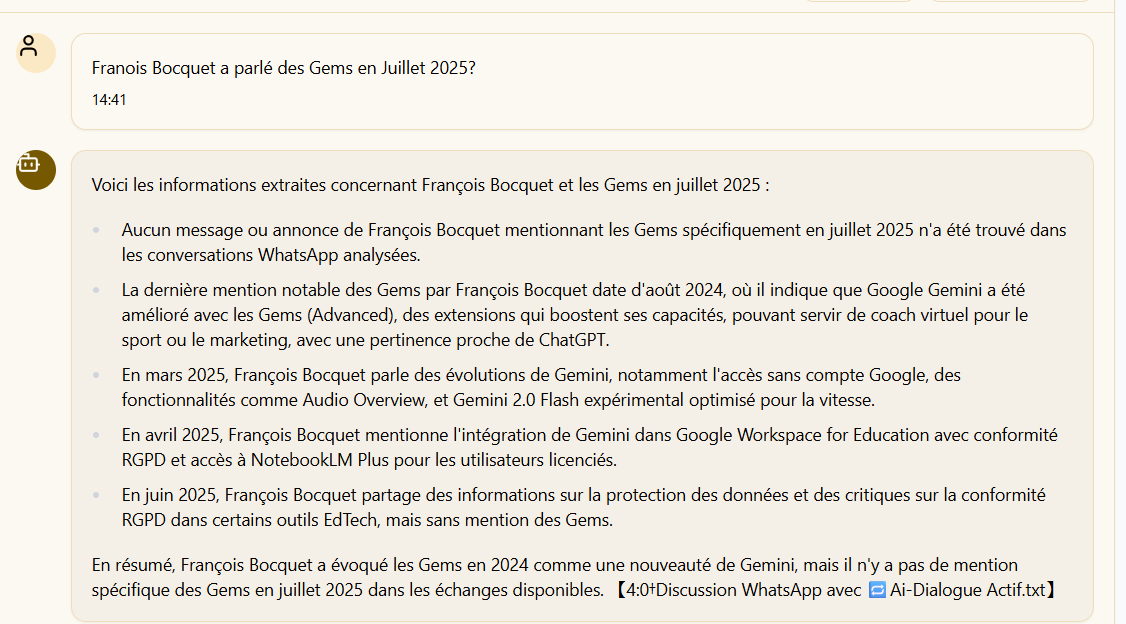 Franois Bocquet a parlé des Gems en Juillet 2025?
14:41
Voici les informations extraites concernant François Bocquet et les Gems en juillet 2025 :
Aucun message ou annonce de François Bocquet mentionnant les Gems spécifiquement en juillet 2025 n'a été trouvé dans
les conversations WhatsApp analysées.
La dernière mention notable des Gems par François Bocquet date d'août 2024, où il indique que Google Gemini a été
amélioré avec les Gems (Advanced), des extensions qui boostent ses capacités, pouvant servir de coach virtuel pour le
sport ou le marketing, avec une pertinence proche de ChatGPT.
En mars 2025, François Bocquet parle des évolutions de Gemini, notamment l'accès sans compte Google, des
fonctionnalités comme Audio Overview, et Gemini 2.0 Flash expérimental optimisé pour la vitesse.
En avril 2025, François Bocquet mentionne l'intégration de Gemini dans Google Workspace for Education avec conformité
RGPD et accès à NotebookLM Plus pour les utilisateurs licenciés.
En juin 2025, François Bocquet partage des informations sur la protection des données et des critiques sur la conformité
RGPD dans certains outils EdTech, mais sans mention des Gems.
En résumé, François Bocquet a évoqué les Gems en 2024 comme une nouveauté de Gemini, mais il n'y a pas de mention
spécifique des Gems en juillet 2025 dans les échanges disponibles. 【4:0†Discussion WhatsApp avec 🔁 Ai-Dialogue Actif.txt】